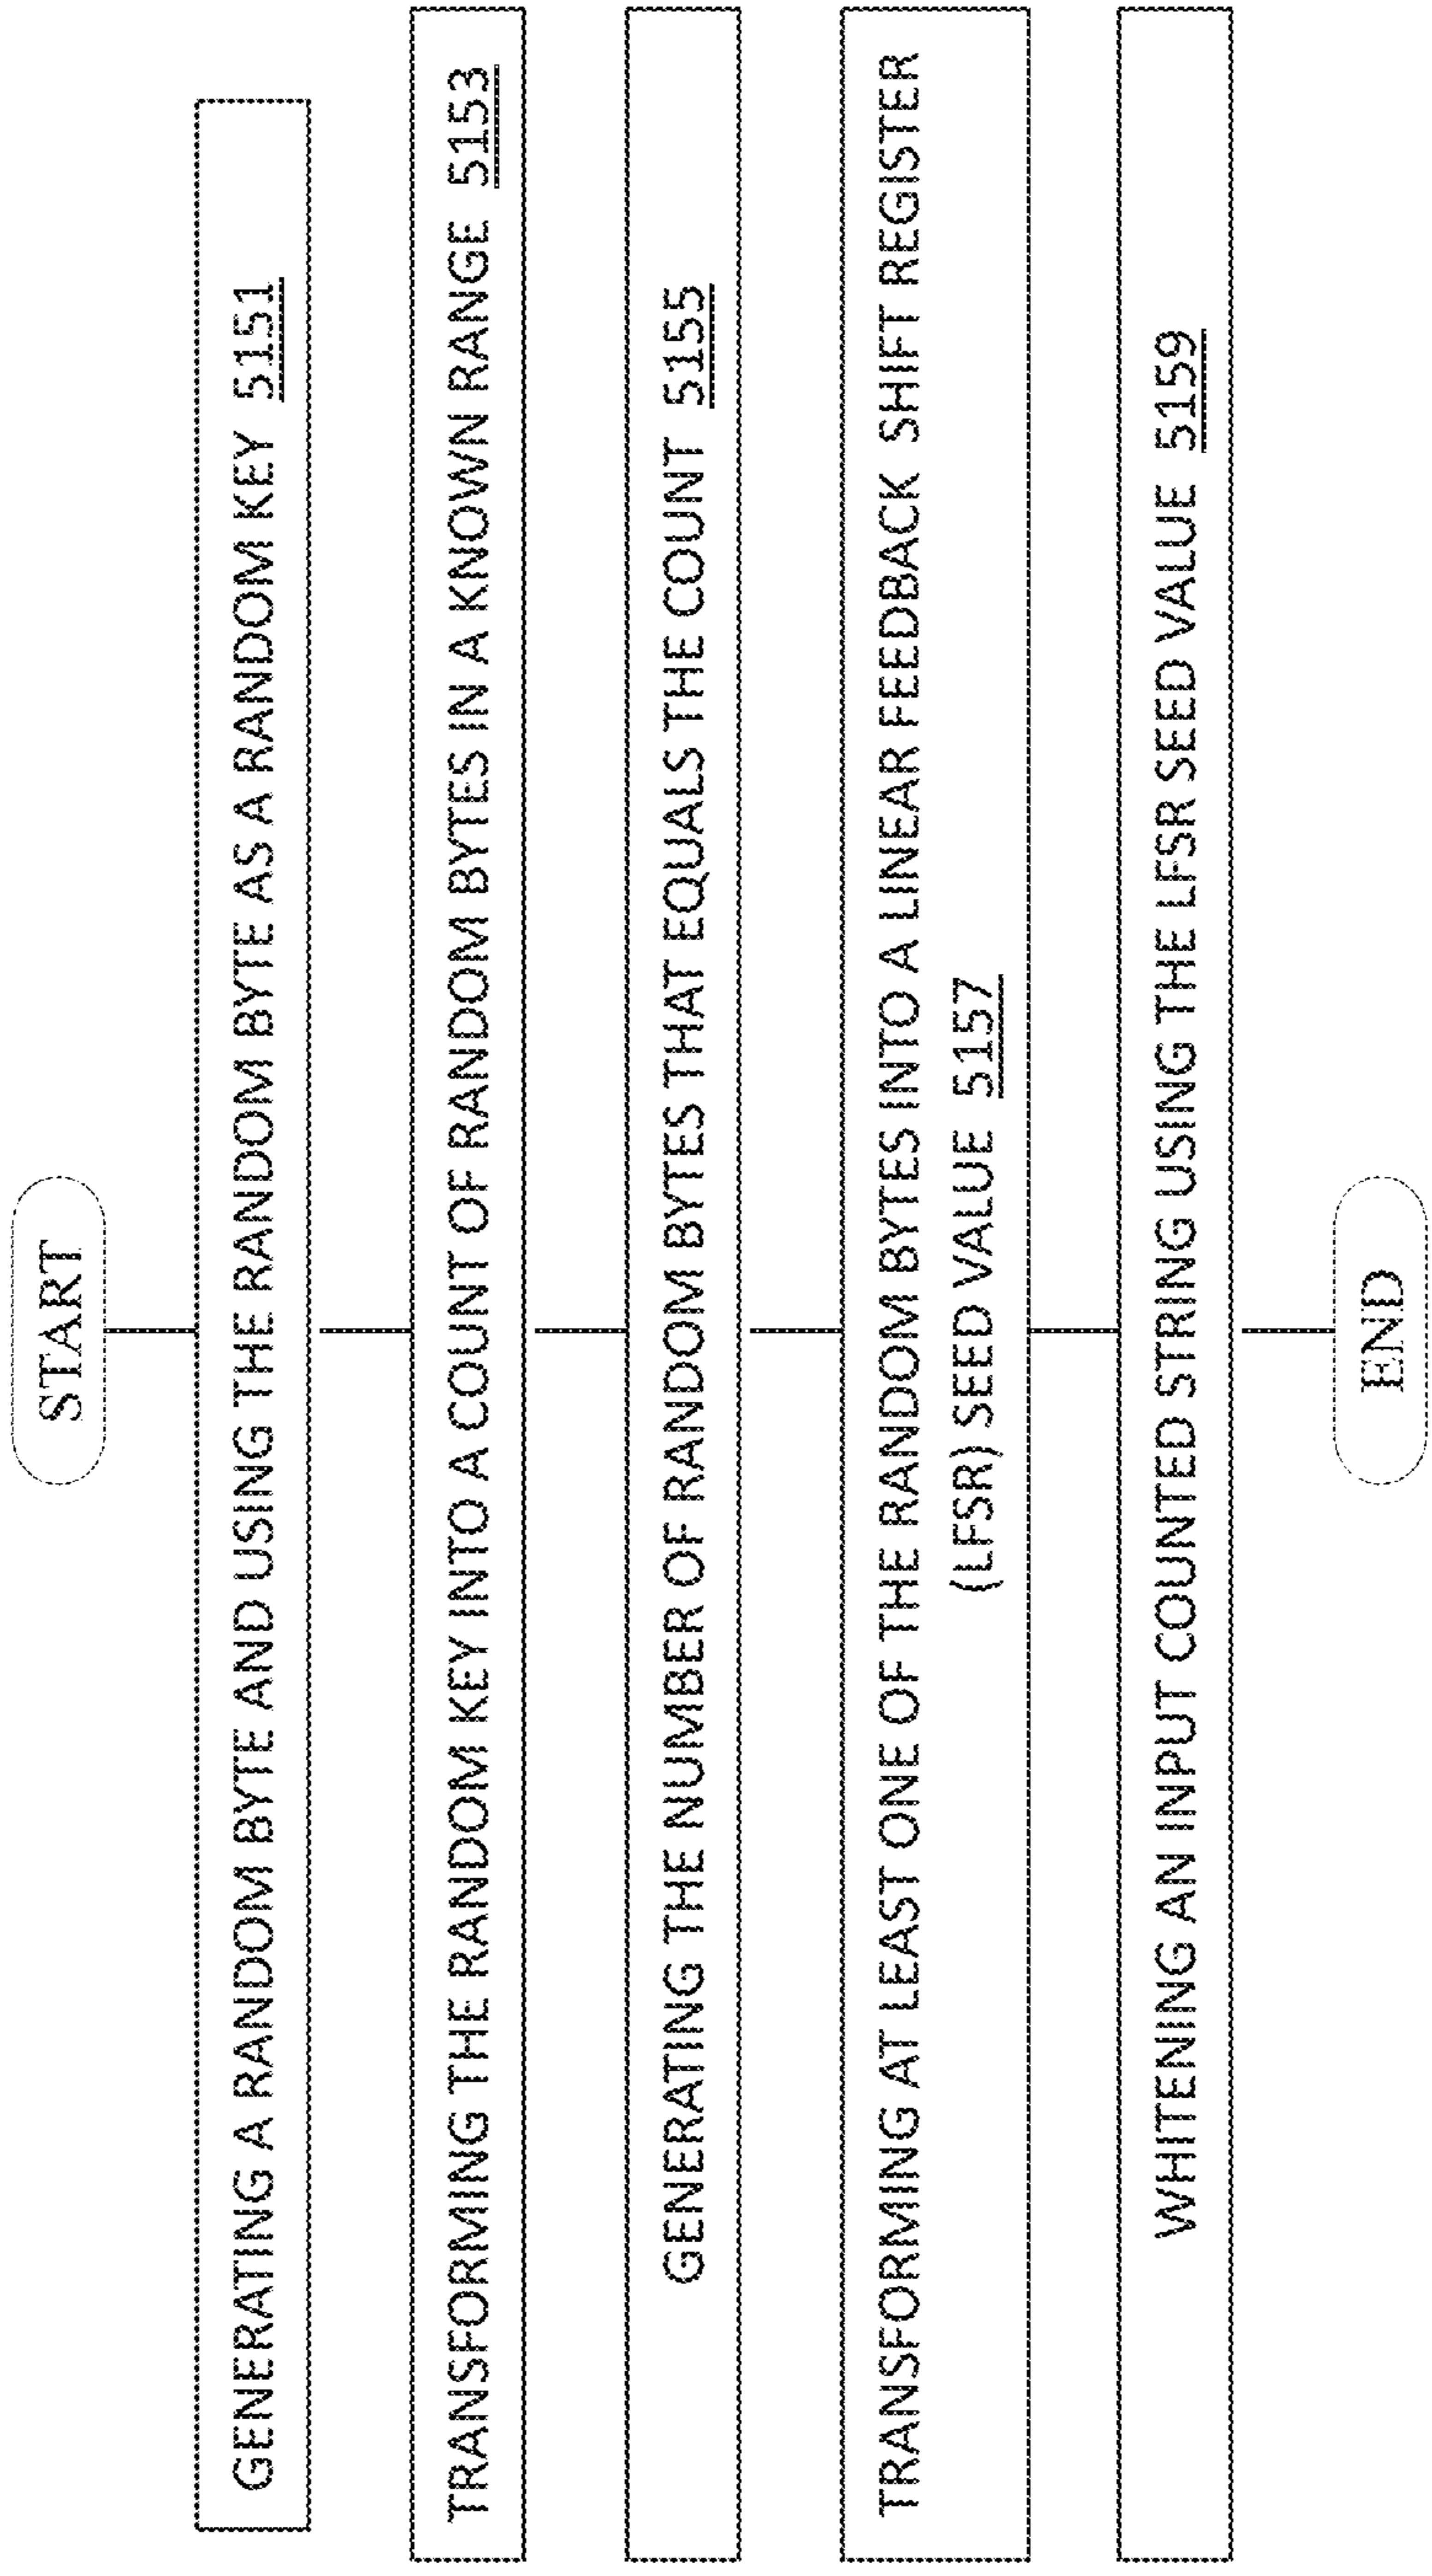 START
GENERATING A RANDOM BYTE AND USING THE RANDOM BYTE AS A RANDOM KEY 5151
TRANSFORMING THE RANDOM KEY INTO A COUNT OF RANDOM BYTES IN A KNOWN RANGE 5153
GENERATING THE NUMBER OF RANDOM BYTES THAT EQUALS THE COUNT 5155
TRANSFORMING AT LEAST ONE OF THE RANDOM BYTES INTO A LINEAR FEEDBACK SHIFT REGISTER
(LFSR) SEED VALUE 5157
WHITENING AN INPUT COUNTED STRING USING THE LFSR SEED VALUE 5159
END